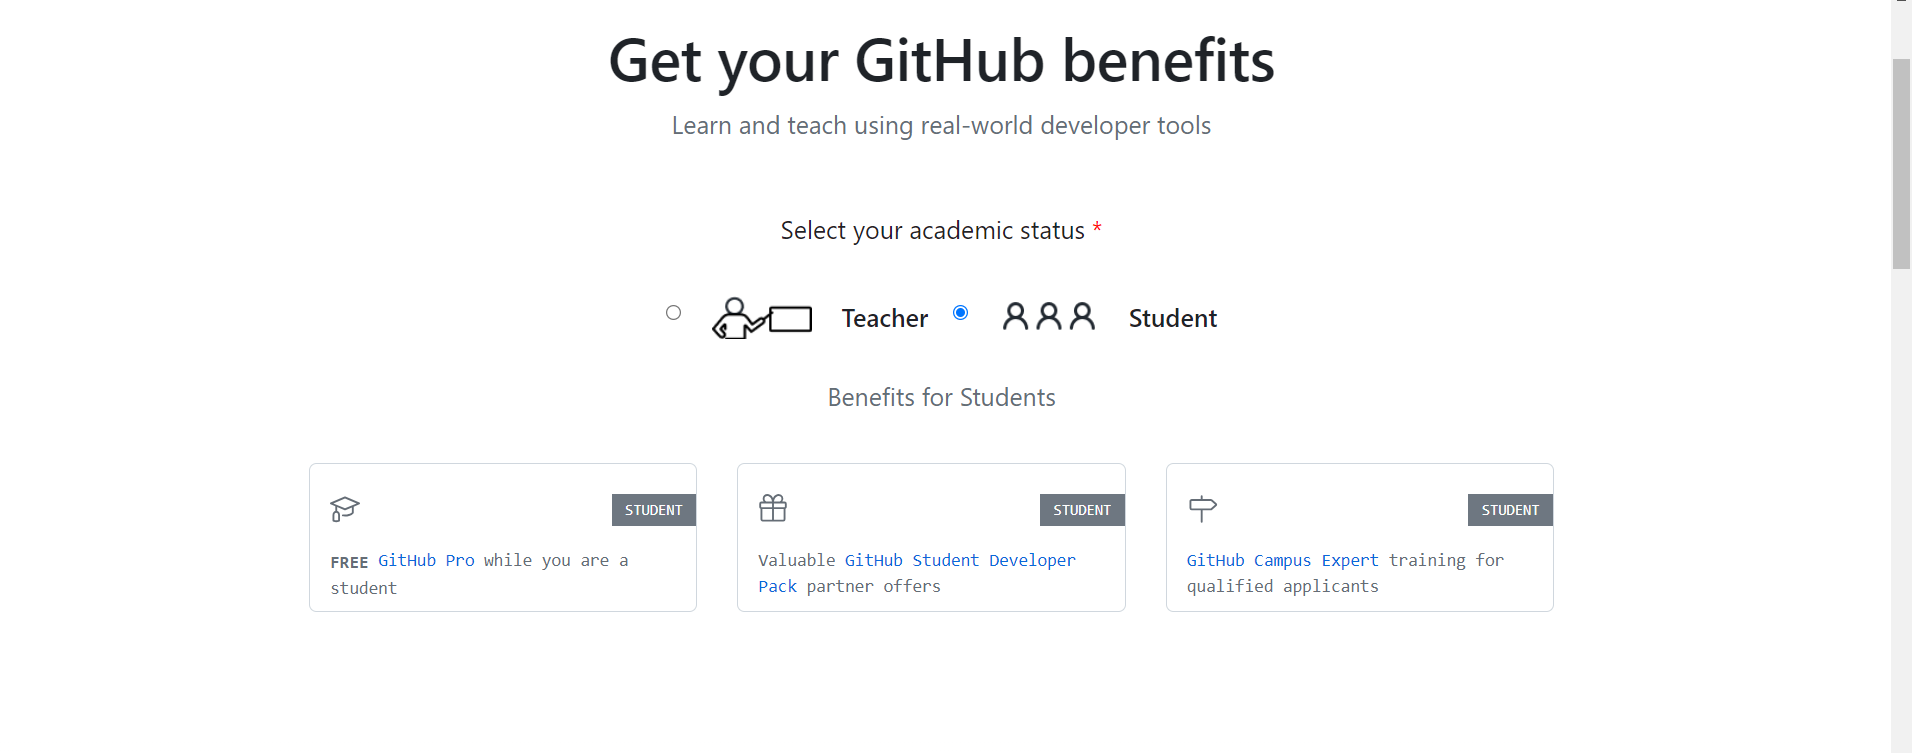 Get your GitHub benefits
Learn and teach using real-world developer tools
Select your academic status *
Teacher
Student
Benefits for Students
STUDENT
FREE GitHub Pro while you are a
student
STUDENT
Valuable GitHub Student Developer
Pack partner offers
STUDENT
GitHub Campus Expert training for
qualified applicants